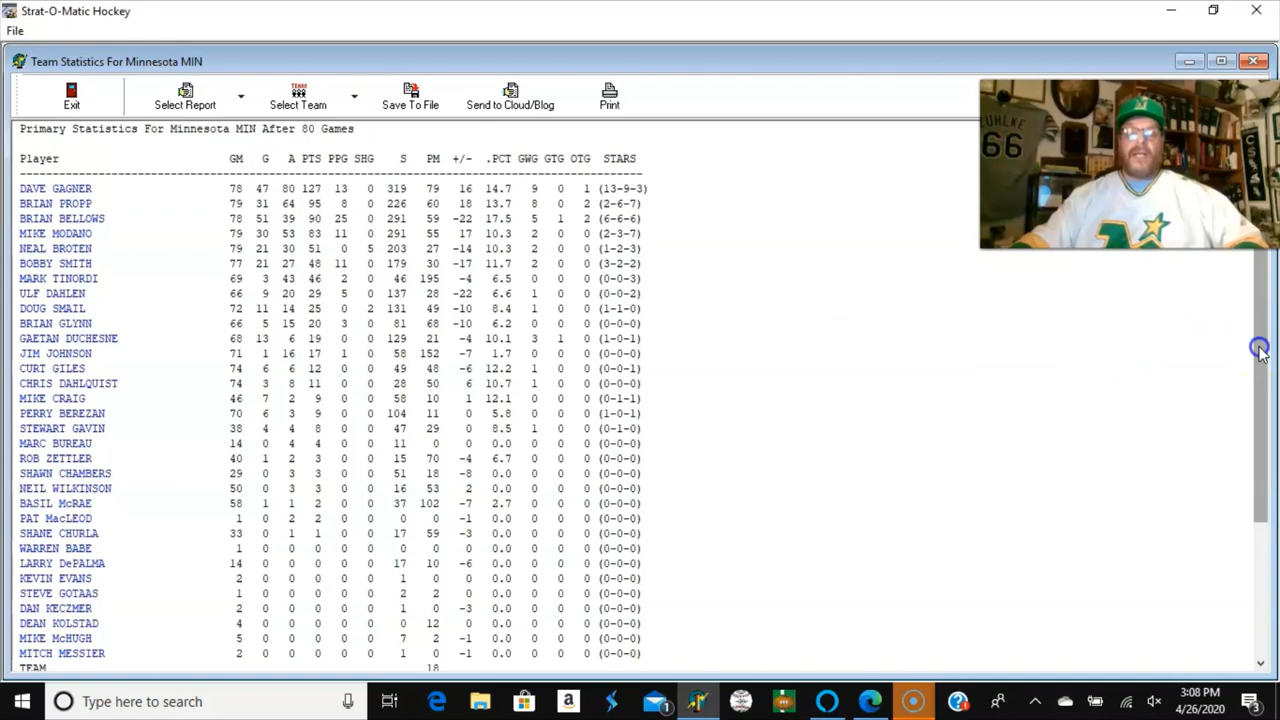 Strat-O-Matic Hockey
File
Team Statistics For Minnesota MIN
Exit
Select Report
TEAM
Select Team
Save To File
Send to Cloud/Blog
Print
Primary Statistics For Minnesota MIN After 80 Games
Player GM G A PTS PPG SHG S PM +/- .PCT GWG GTG OTG STARS
DAVE GAGNER 78 47 80 127 13 0 319 79 16 14.7 9 0 1 (13-9-3)
BRIAN PROPP 79 31 64 95 8 0 226 60 18 13.7 8 0 2 (2-6-7)
BRIAN BELLOWS 78 51 39 90 25 0 291 59 -22 17.5 5 1 2 (6-6-6)
MIKE MODANO 79 30 53 83 11 0 291 55 17 10.3 2 0 0 (2-3-7)
NEAL BROTEN 79 21 30 51 0 5 203 27 -14 10.3 2 0 0 (1-2-3)
BOBBY SMITH 77 21 27 48 11 0 179 30 -17 11.7 2 0 0 (3-2-2)
MARK TINORDI 69 3 43 46 2 0 46 195 -4 6.5 0 0 0 (0-0-3)
ULF DAHLEN 66 9 20 29 5 0 137 28 -22 6.6 1 0 0 (0-0-2)
DOUG SMAIL 72 11 14 25 0 2 131 49 -10 8.4 1 0 0 (1-1-0)
BRIAN GLYNN 66 5 15 20 3 0 81 68 -10 6.2 0 0 0 (0-0-0)
GAETAN DUCHESNE 68 13 6 19 0 0 129 21 -4 10.1 3 1 0 (1-0-1)
JIM JOHNSON 71 1 16 17 1 0 58 152 -7 1.7 0 0 0 (0-0-0)
CURT GILES 74 6 6 12 0 0 49 48 -6 12.2 1 0 0 (0-0-1)
CHRIS DAHLQUIST 74 3 8 11 0 0 28 50 6 10.7 1 0 0 (0-0-0)
MIKE CRAIG 46 7 2 9 0 0 58 10 1 12.1 0 0 0 (0-1-1)
PERRY BEREZAN 70 6 3 9 0 0 104 11 0 5.8 0 0 0 (1-0-1)
STEWART GAVIN 38 4 4 8 0 0 47 29 0 8.5 1 0 0 (0-1-0)
MARC BUREAU 14 0 4 4 0 0 11 0 0 0.0 0 0 0 (0-0-0)
ROB ZETTLER 40 1 2 3 0 0 15 70 -4 6.7 0 0 0 (0-0-0)
SHAWN CHAMBERS 29 0 3 3 0 0 51 18 -8 0.0 0 0 0 (0-0-0)
NEIL WILKINSON 50 0 3 3 0 0 16 53 2 0.0 0 0 0 (0-0-0)
BASIL McRAE 58 1 1 2 0 0 37 102 -7 2.7 0 0 0 (0-0-0)
PAT MacLEOD 1 0 2 2 0 0 0 0 -1 0.0 0 0 0 (0-0-0)
SHANE CHURLA 33 0 1 1 0 0 17 59 -3 0.0 0 0 0 (0-0-0)
WARREN BABE 1 0 0 0 0 0 0 0 0 0.0 0 0 0 (0-0-0)
LARRY DePALMA 14 0 0 0 0 0 17 10 -6 0.0 0 0 0 (0-0-0)
KEVIN EVANS 2 0 0 0 0 0 1 0 0 0.0 0 0 0 (0-0-0)
STEVE GOTAAS 1 0 0 0 0 0 2 2 0 0.0 0 0 0 (0-0-0)
DAN KECZMER 2 0 0 0 0 0 1 0 -3 0.0 0 0 0 (0-0-0)
DEAN KOLSTAD 4 0 0 0 0 0 0 12 0 0.0 0 0 0 (0-0-0)
MIKE McHUGH 5 0 0 0 0 0 7 2 -1 0.0 0 0 0 (0-0-0)
MITCH MESSIER 2 0 0 0 0 0 1 0 -1 0.0 0 0 0 (0-0-0)
TEAM 18
66
Type here to search
1
3:08 PM
4/26/2020
3